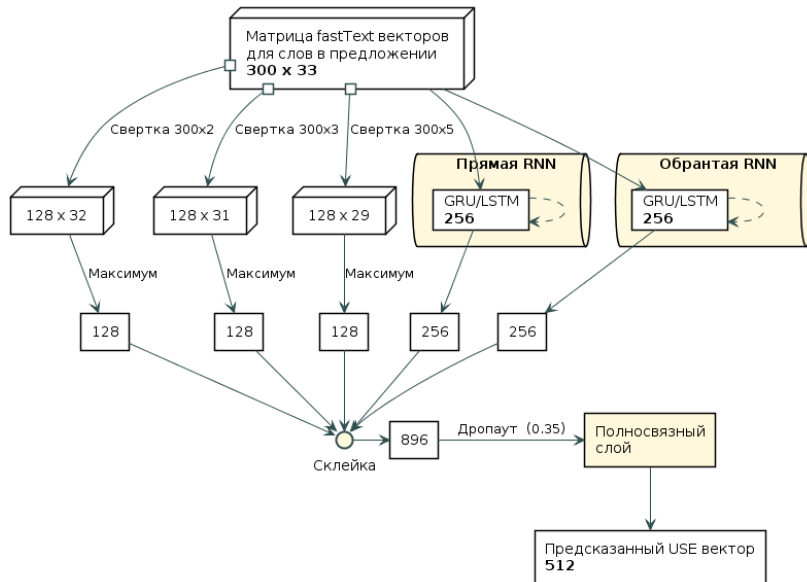 Матрица fastText векторов
для слов в предложении
300 x 33
Свертка 300x2
Свертка 300x3
Свертка 300x5
Прямая RNN
Обрантая RNN
128 x 32
128 x 31
128 x 29
GRU/LSTM
256
GRU/LSTM
256
Максимум
Максимум
Максимум
128
128
128
256
256
Склейка
896
Дропаут (0.35)
Полносвязный
слой
Предсказанный USE вектор
512